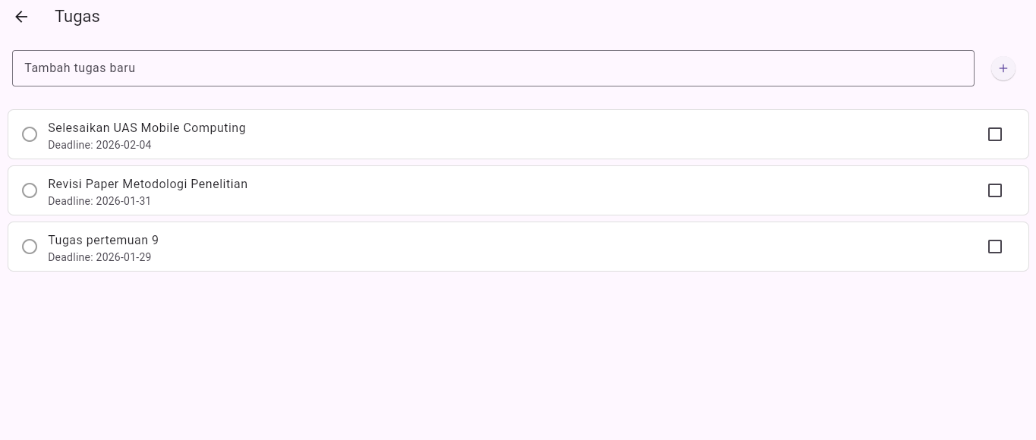 Tugas
Tambah tugas baru
Selesaikan UAS Mobile Computing
Deadline: 2026-02-04
Revisi Paper Metodologi Penelitian
Deadline: 2026-01-31
Tugas pertemuan 9
Deadline: 2026-01-29